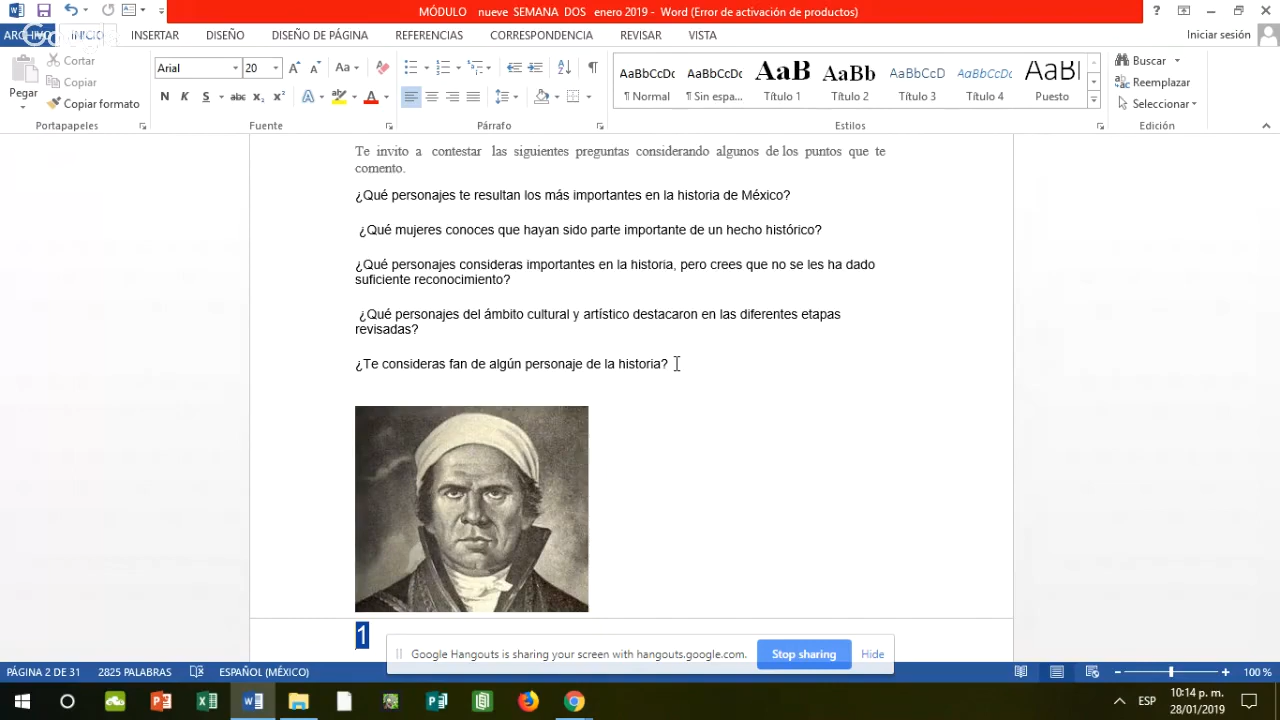 MÓDULO nueve SEMANA DOS enero 2019 - Word (Error de activación de productos)
ARCHIVO INICIO INSERTAR DISEÑO DISEÑO DE PÁGINA REFERENCIAS CORRESPONDENCIA REVISAR VISTA Iniciar sesión
Pegar
Cortar
Copiar
Copiar formato
Portapapeles
Arial 20 Aa
N K S abc x₂ x² A A
Fuente
Párrafo
AaBbCcDc AaBbCcDc AaB AaBb AaBbCcD AaBbCcDc AaBbCcI
¶ Normal ¶ Sin espa... Título 1 Título 2 Título 3 Título 4 Puesto
Estilos
Buscar
Reemplazar
Seleccionar
Edición
Te invito a contestar las siguientes preguntas considerando algunos de los puntos que te
comento.
¿Qué personajes te resultan los más importantes en la historia de México?
¿Qué mujeres conoces que hayan sido parte importante de un hecho histórico?
¿Qué personajes consideras importantes en la historia, pero crees que no se les ha dado
suficiente reconocimiento?
¿Qué personajes del ámbito cultural y artístico destacaron en las diferentes etapas
revisadas?
¿Te consideras fan de algún personaje de la historia?
1
Google Hangouts is sharing your screen with hangouts.google.com. Stop sharing Hide
PÁGINA 2 DE 31 2825 PALABRAS ESPAÑOL (MÉXICO) 100 %
ESP 10:14 p. m.
28/01/2019